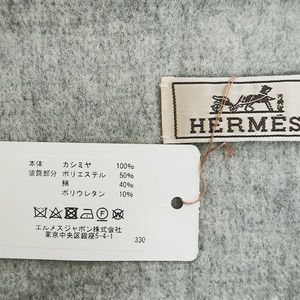 HERMÈS
本体 カシミヤ 100%
装飾部分 ポリエステル 50%
綿 40%
ポリウレタン 10%
エルメスジャポン株式会社
東京中央区銀座5-4-1
330